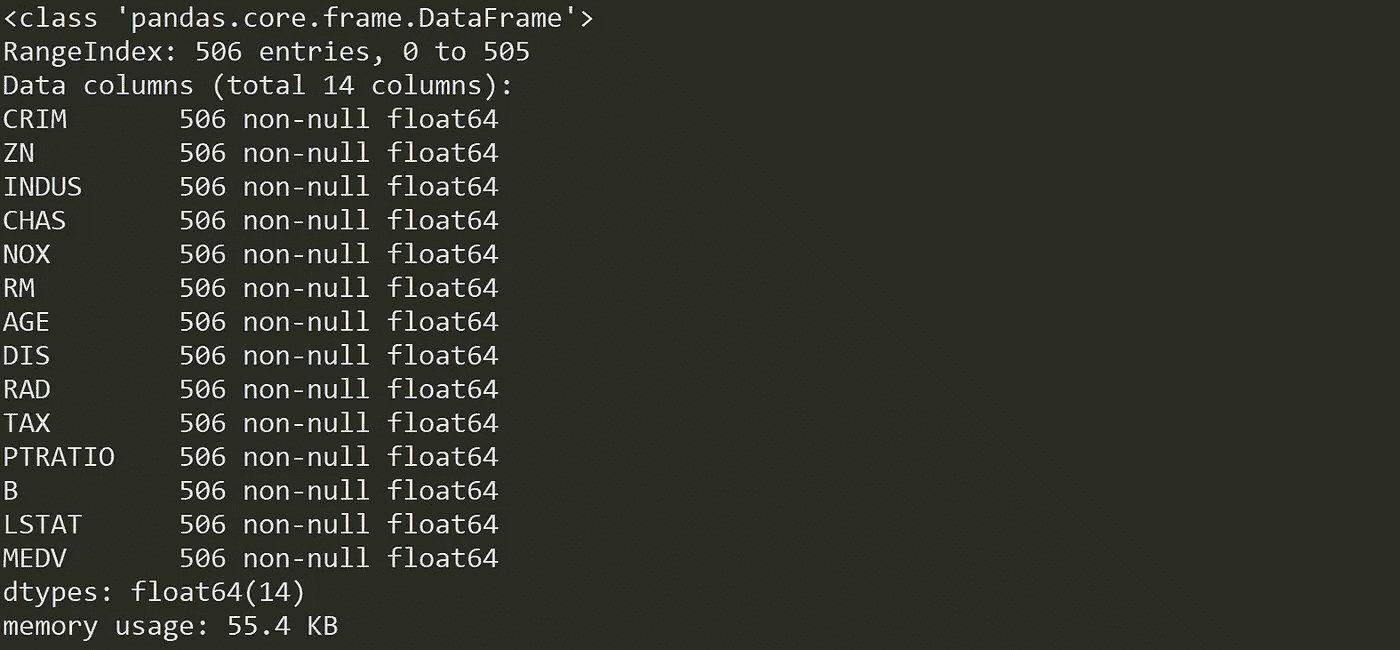 <class 'pandas.core.frame.DataFrame'>
RangeIndex: 506 entries, 0 to 505
Data columns (total 14 columns):
CRIM       506 non-null float64
ZN         506 non-null float64
INDUS      506 non-null float64
CHAS       506 non-null float64
NOX        506 non-null float64
RM         506 non-null float64
AGE        506 non-null float64
DIS        506 non-null float64
RAD        506 non-null float64
TAX        506 non-null float64
PTRATIO    506 non-null float64
B          506 non-null float64
LSTAT      506 non-null float64
MEDV       506 non-null float64
dtypes: float64(14)
memory usage: 55.4 KB